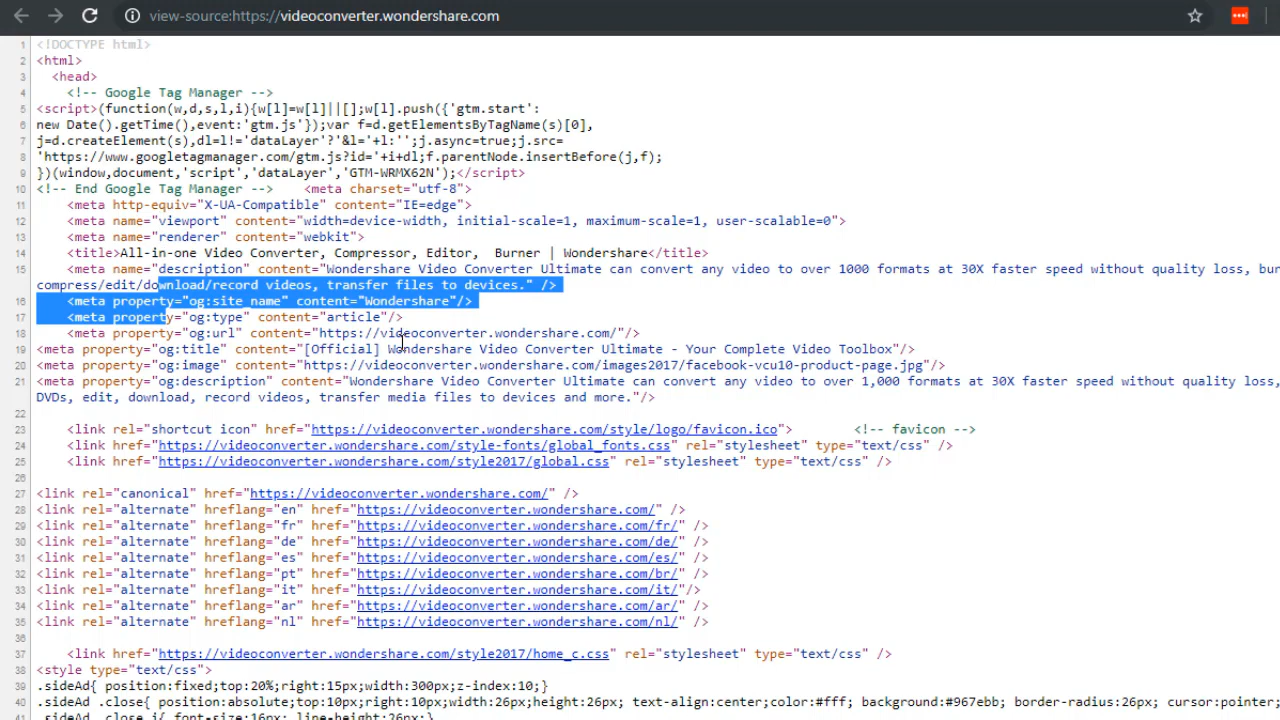 view-source:https://videoconverter.wondershare.com
1 <!DOCTYPE html>
2 <html>
3 <head>
4 <!-- Google Tag Manager -->
5 <script>(function(w,d,s,l,i){w[l]=w[l]||[];w[l].push({'gtm.start':
6 new Date().getTime(),event:'gtm.js'});var f=d.getElementsByTagName(s)[0],
7 j=d.createElement(s),dl=l!='dataLayer'?'&l='+l:'';j.async=true;j.src=
8 'https://www.googletagmanager.com/gtm.js?id='+i+dl;f.parentNode.insertBefore(j,f);
9 })(window,document,'script','dataLayer','GTM-WRMX62N');</script>
10 <!-- End Google Tag Manager --> <meta charset="utf-8">
11 <meta http-equiv="X-UA-Compatible" content="IE=edge">
12 <meta name="viewport" content="width=device-width, initial-scale=1, maximum-scale=1, user-scalable=0">
13 <meta name="renderer" content="webkit">
14 <title>All-in-one Video Converter, Compressor, Editor, Burner | Wondershare</title>
15 <meta name="description" content="Wondershare Video Converter Ultimate can convert any video to over 1000 formats at 30X faster speed without quality loss, bur
compress/edit/download/record videos, transfer files to devices." />
16 <meta property="og:site_name" content="Wondershare"/>
17 <meta property="og:type" content="article"/>
18 <meta property="og:url" content="https://videoconverter.wondershare.com/"/>
19 <meta property="og:title" content="[Official] Wondershare Video Converter Ultimate - Your Complete Video Toolbox"/>
20 <meta property="og:image" content="https://videoconverter.wondershare.com/images2017/facebook-vcu10-product-page.jpg"/>
21 <meta property="og:description" content="Wondershare Video Converter Ultimate can convert any video to over 1,000 formats at 30X faster speed without quality loss,
DVDs, edit, download, record videos, transfer media files to devices and more."/>
22
23 <link rel="shortcut icon" href="https://videoconverter.wondershare.com/style/logo/favicon.ico"> <!-- favicon -->
24 <link href="https://videoconverter.wondershare.com/style-fonts/global_fonts.css" rel="stylesheet" type="text/css" />
25 <link href="https://videoconverter.wondershare.com/style2017/global.css" rel="stylesheet" type="text/css" />
26
27 <link rel="canonical" href="https://videoconverter.wondershare.com/" />
28 <link rel="alternate" hreflang="en" href="https://videoconverter.wondershare.com/" />
29 <link rel="alternate" hreflang="fr" href="https://videoconverter.wondershare.com/fr/" />
30 <link rel="alternate" hreflang="de" href="https://videoconverter.wondershare.com/de/" />
31 <link rel="alternate" hreflang="es" href="https://videoconverter.wondershare.com/es/" />
32 <link rel="alternate" hreflang="pt" href="https://videoconverter.wondershare.com/br/" />
33 <link rel="alternate" hreflang="it" href="https://videoconverter.wondershare.com/it/"/>
34 <link rel="alternate" hreflang="ar" href="https://videoconverter.wondershare.com/ar/" />
35 <link rel="alternate" hreflang="nl" href="https://videoconverter.wondershare.com/nl/" />
36
37 <link href="https://videoconverter.wondershare.com/style2017/home_c.css" rel="stylesheet" type="text/css" />
38 <style type="text/css">
39 .sideAd{ position:fixed;top:20%;right:15px;width:300px;z-index:10;}
40 .sideAd .close{ position:absolute;top:10px;right:10px;width:26px;height:26px; text-align:center;color:#fff; background:#967ebb; border-radius:26px; cursor:pointer;
41 .sideAd .close i{ font-size:16px; line-height:26px;}